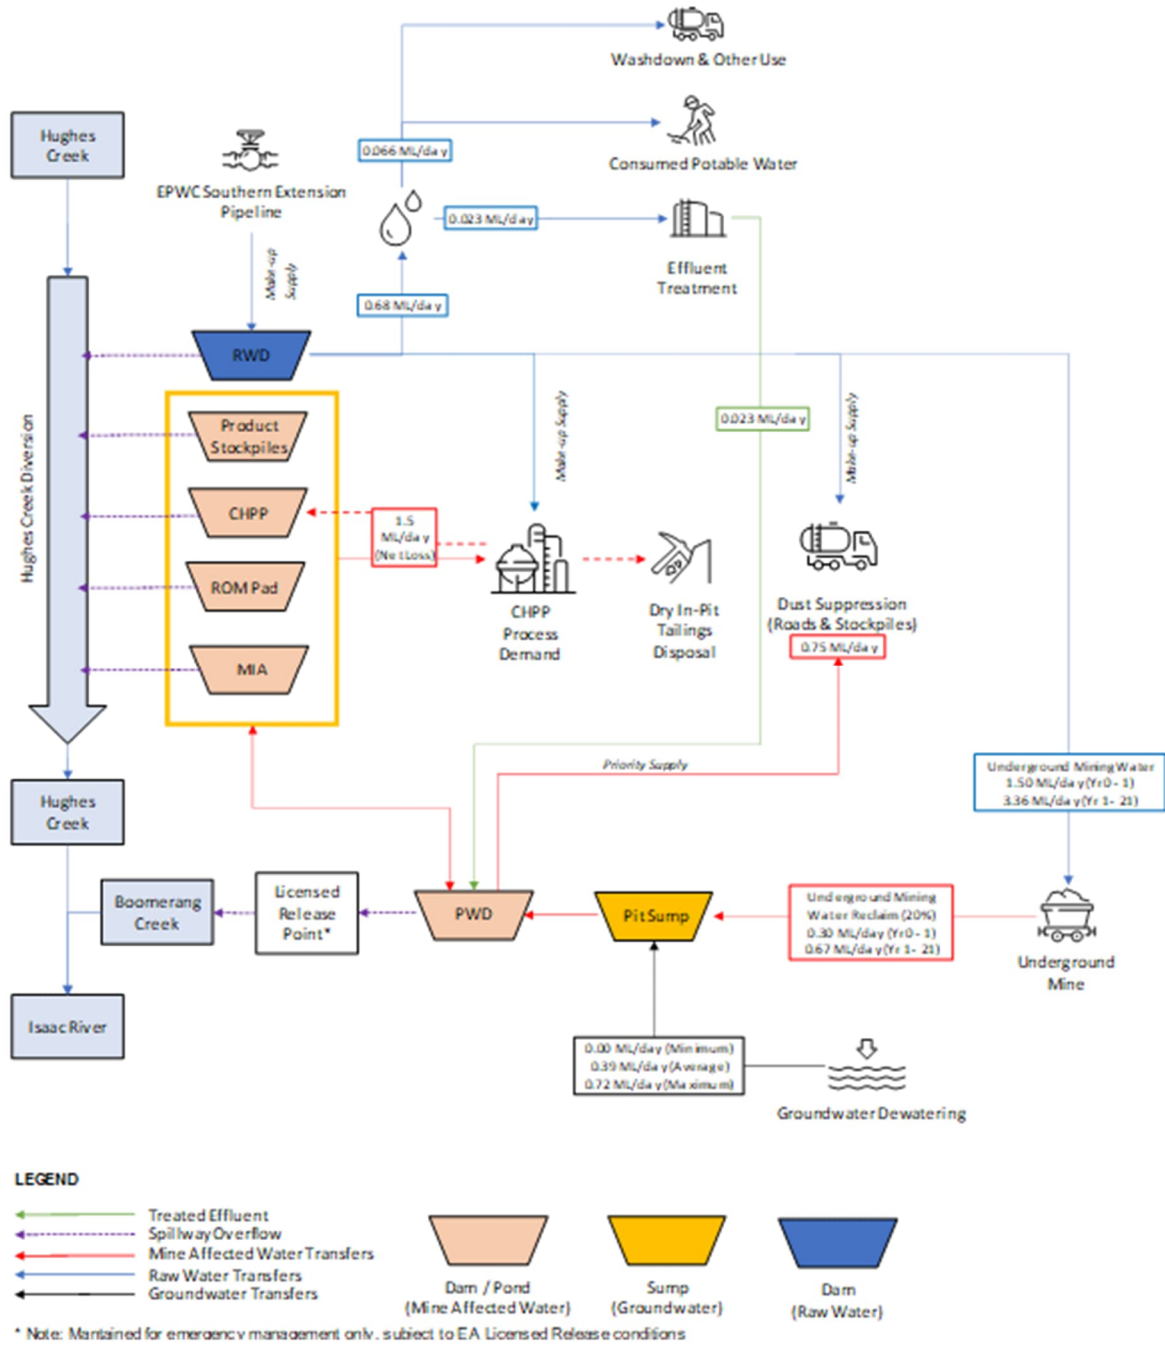 Washdown & Other Use
Hughes
Creek
0.066 ML/day
Consumed Potable Water
EPWC Southern Extension
Pipeline
0.023 ML/day
Make-up
Supply
Effluent
Treatment
0.68 ML/day
RWD
Hughes Creek Diversion
Product
Stockpiles
Make-up Supply
0.023 ML/day
Make-up Supply
CHPP
1.5
ML/day
(Net Loss)
ROM Pad
CHPP
Process
Demand
Dry In-Pit
Tailings
Disposal
Dust Suppression
(Roads & Stockpiles)
0.75 ML/day
MIA
Priority Supply
Underground Mining Water
1.50 ML/day (Yr 0 - 1)
3.36 ML/day (Yr 1 - 21)
Hughes
Creek
Boomerang
Creek
Licensed
Release
Point*
PWD
Pit Sump
Underground Mining
Water Reclaim (20%)
0.30 ML/day (Yr 0 - 1)
0.67 ML/day (Yr 1 - 21)
Underground
Mine
Isaac River
0.00 ML/day (Minimum)
0.39 ML/day (Average)
0.72 ML/day (Maximum)
Groundwater Dewatering
LEGEND
Treated Effluent
Spillway Overflow
Mine Affected Water Transfers
Raw Water Transfers
Groundwater Transfers
Dam / Pond
(Mine Affected Water)
Sump
(Groundwater)
Dam
(Raw Water)
* Note: Mantained for emergency management only, subject to EA Licensed Release conditions